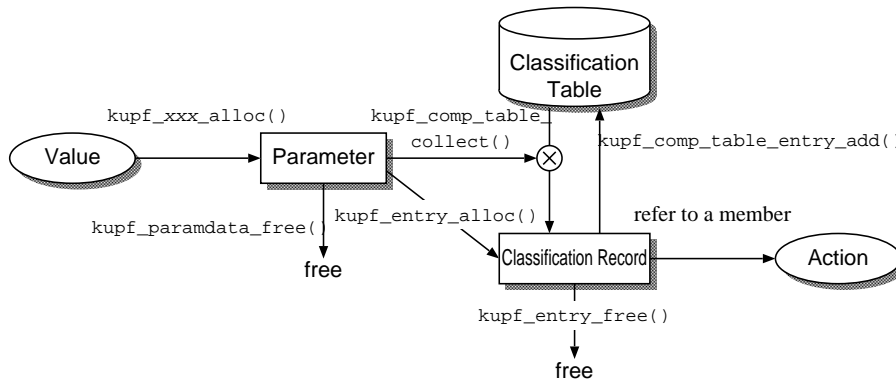 Classification
Table
kupf_xxx_alloc()
kupf_comp_table_
collect()
kupf_comp_table_entry_add()
Value
Parameter
kupf_paramdata_free()
kupf_entry_alloc()
refer to a member
free
Classification Record
Action
kupf_entry_free()
free